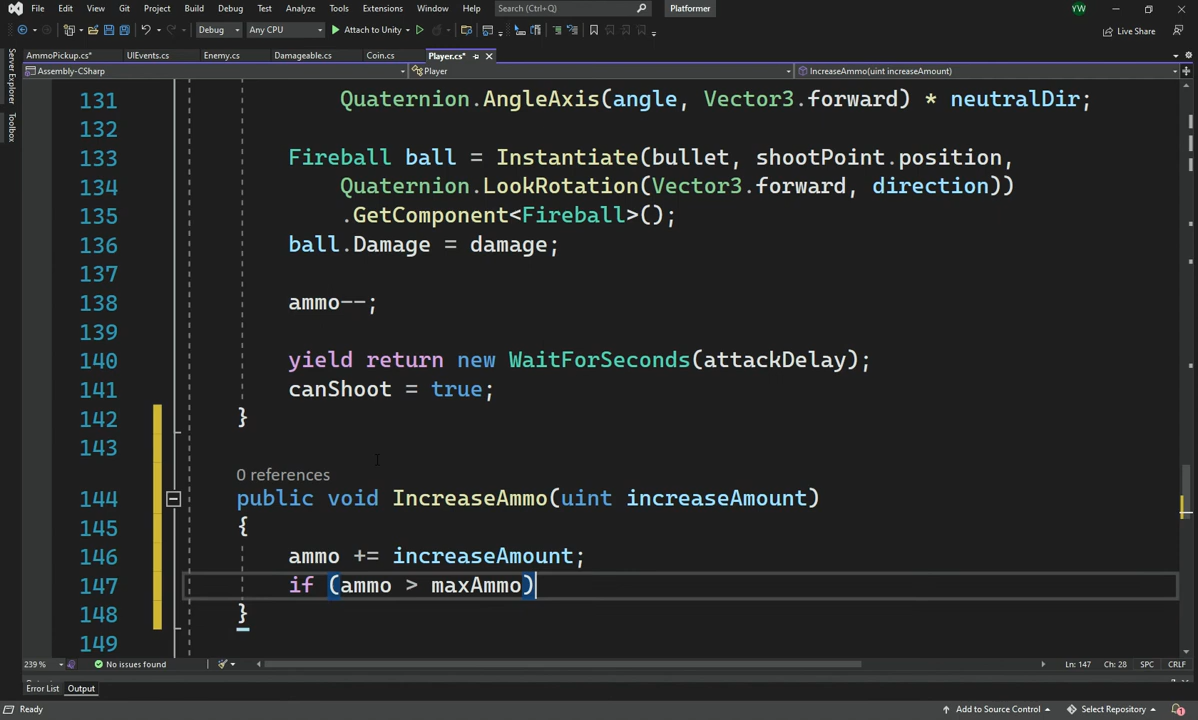 File Edit View Git Project Build Debug Test Analyze Tools Extensions Window Help Search (Ctrl+Q) Platformer YW
Debug Any CPU Attach to Unity Live Share
AmmoPickup.cs* UIEvents.cs Enemy.cs Damageable.cs Coin.cs Player.cs*
Assembly-CSharp Player IncreaseAmmo(uint increaseAmount)
Server Explorer
Toolbox
131 Quaternion.AngleAxis(angle, Vector3.forward) * neutralDir;
132
133 Fireball ball = Instantiate(bullet, shootPoint.position,
134 Quaternion.LookRotation(Vector3.forward, direction))
135 .GetComponent<Fireball>();
136 ball.Damage = damage;
137
138 ammo--;
139
140 yield return new WaitForSeconds(attackDelay);
141 canShoot = true;
142 }
143
0 references
144 public void IncreaseAmmo(uint increaseAmount)
145 {
146 ammo += increaseAmount;
147 if (ammo > maxAmmo)
148 }
149
239 % No issues found Ln: 147 Ch: 28 SPC CRLF
Error List Output
Ready Add to Source Control Select Repository 1